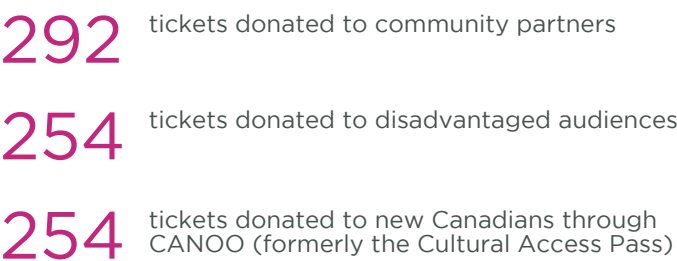 292 tickets donated to community partners
254 tickets donated to disadvantaged audiences
254 tickets donated to new Canadians through
CANOO (formerly the Cultural Access Pass)